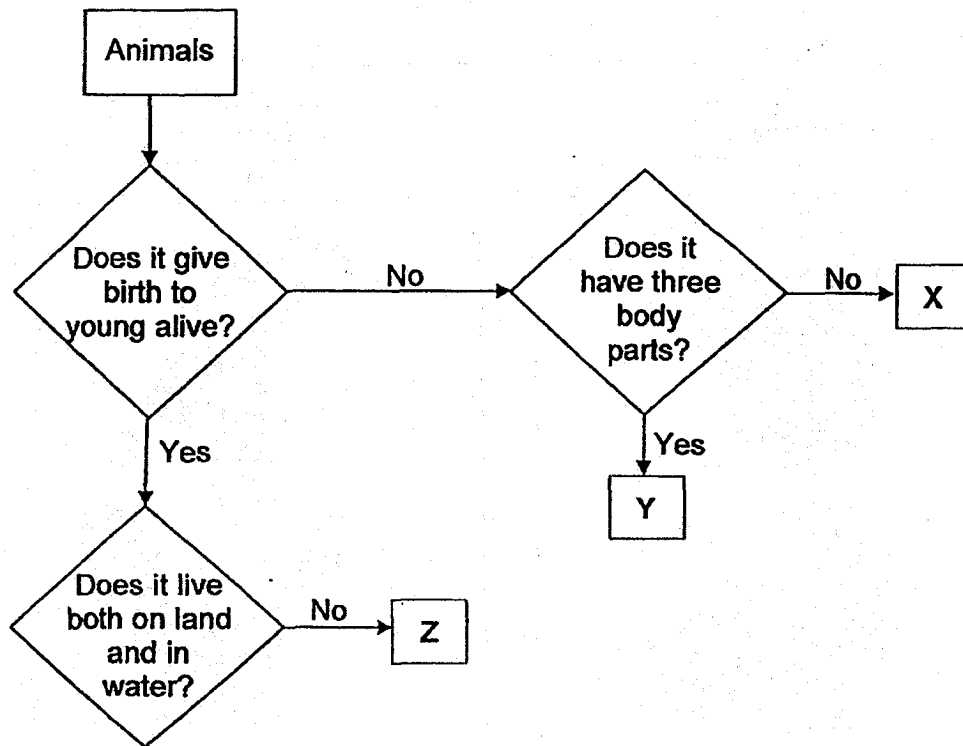 Animals
Does it give
birth to
young alive?
No
Does it
have three
body
parts?
No
X
Yes
Yes
Y
Does it live
both on land
and in
water?
No
Z